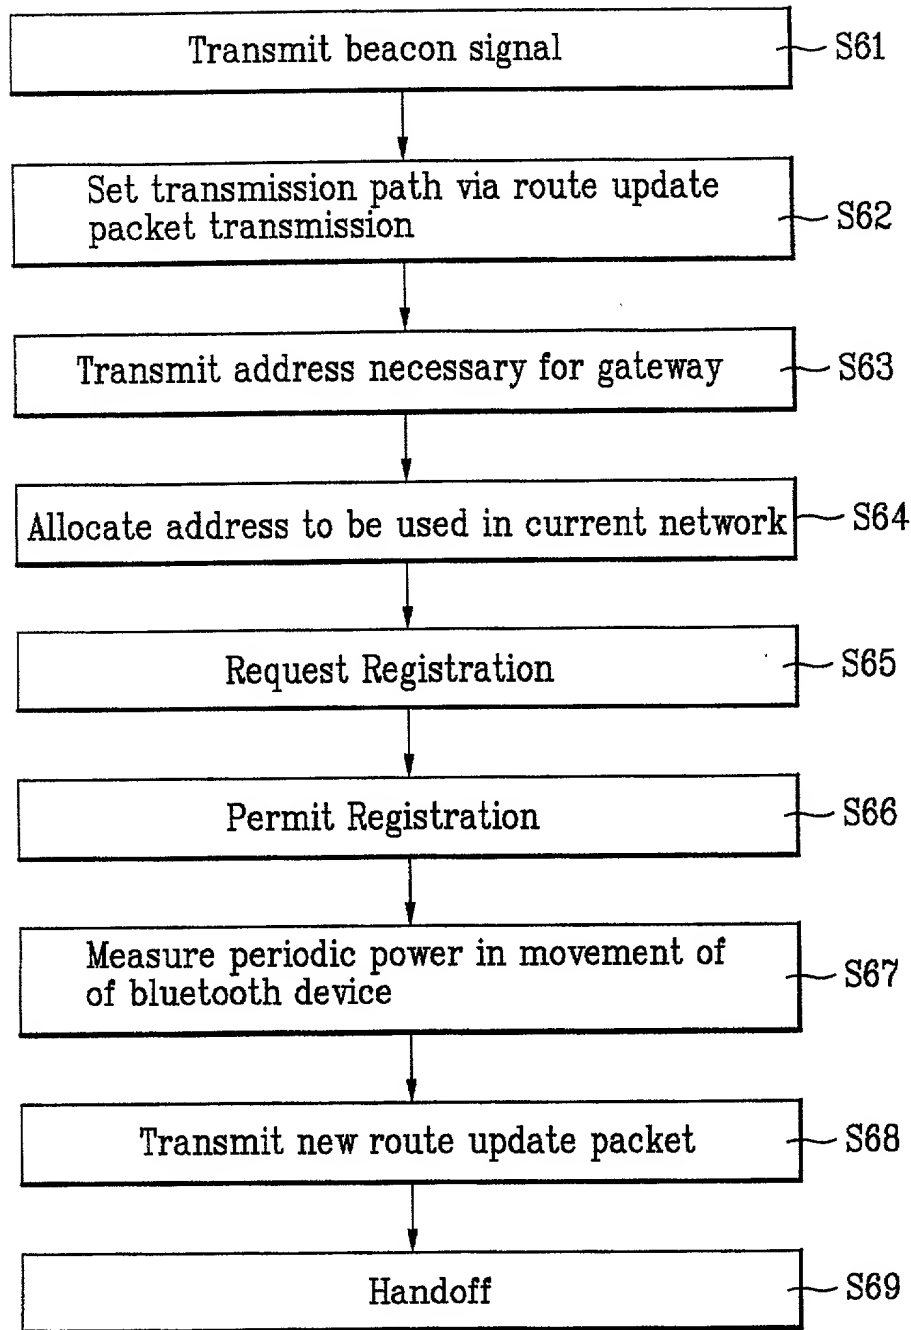 Transmit beacon signal
S61
Set transmission path via route update
packet transmission
S62
Transmit address necessary for gateway
S63
Allocate address to be used in current network
S64
Request Registration
S65
Permit Registration
S66
Measure periodic power in movement of
of bluetooth device
S67
Transmit new route update packet
S68
Handoff
S69